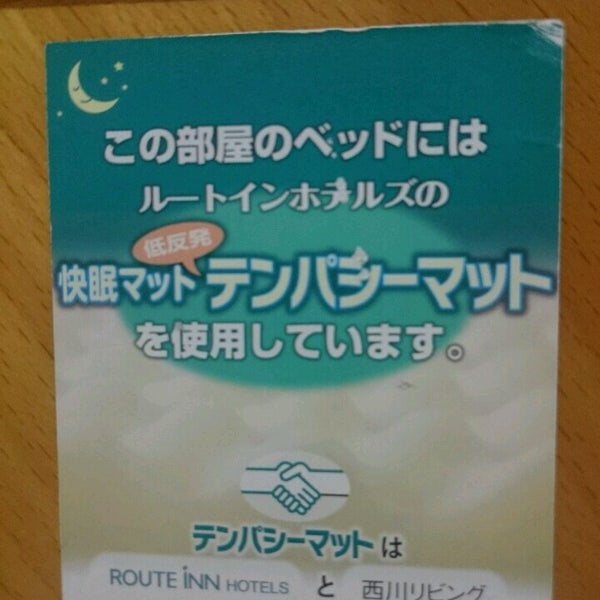 この部屋のベッドには
ルートインホテルズの
低反発
快眠マット テンパシーマット
を使用しています。
テンパシーマットは
ROUTE INN HOTELS と 西川リビング